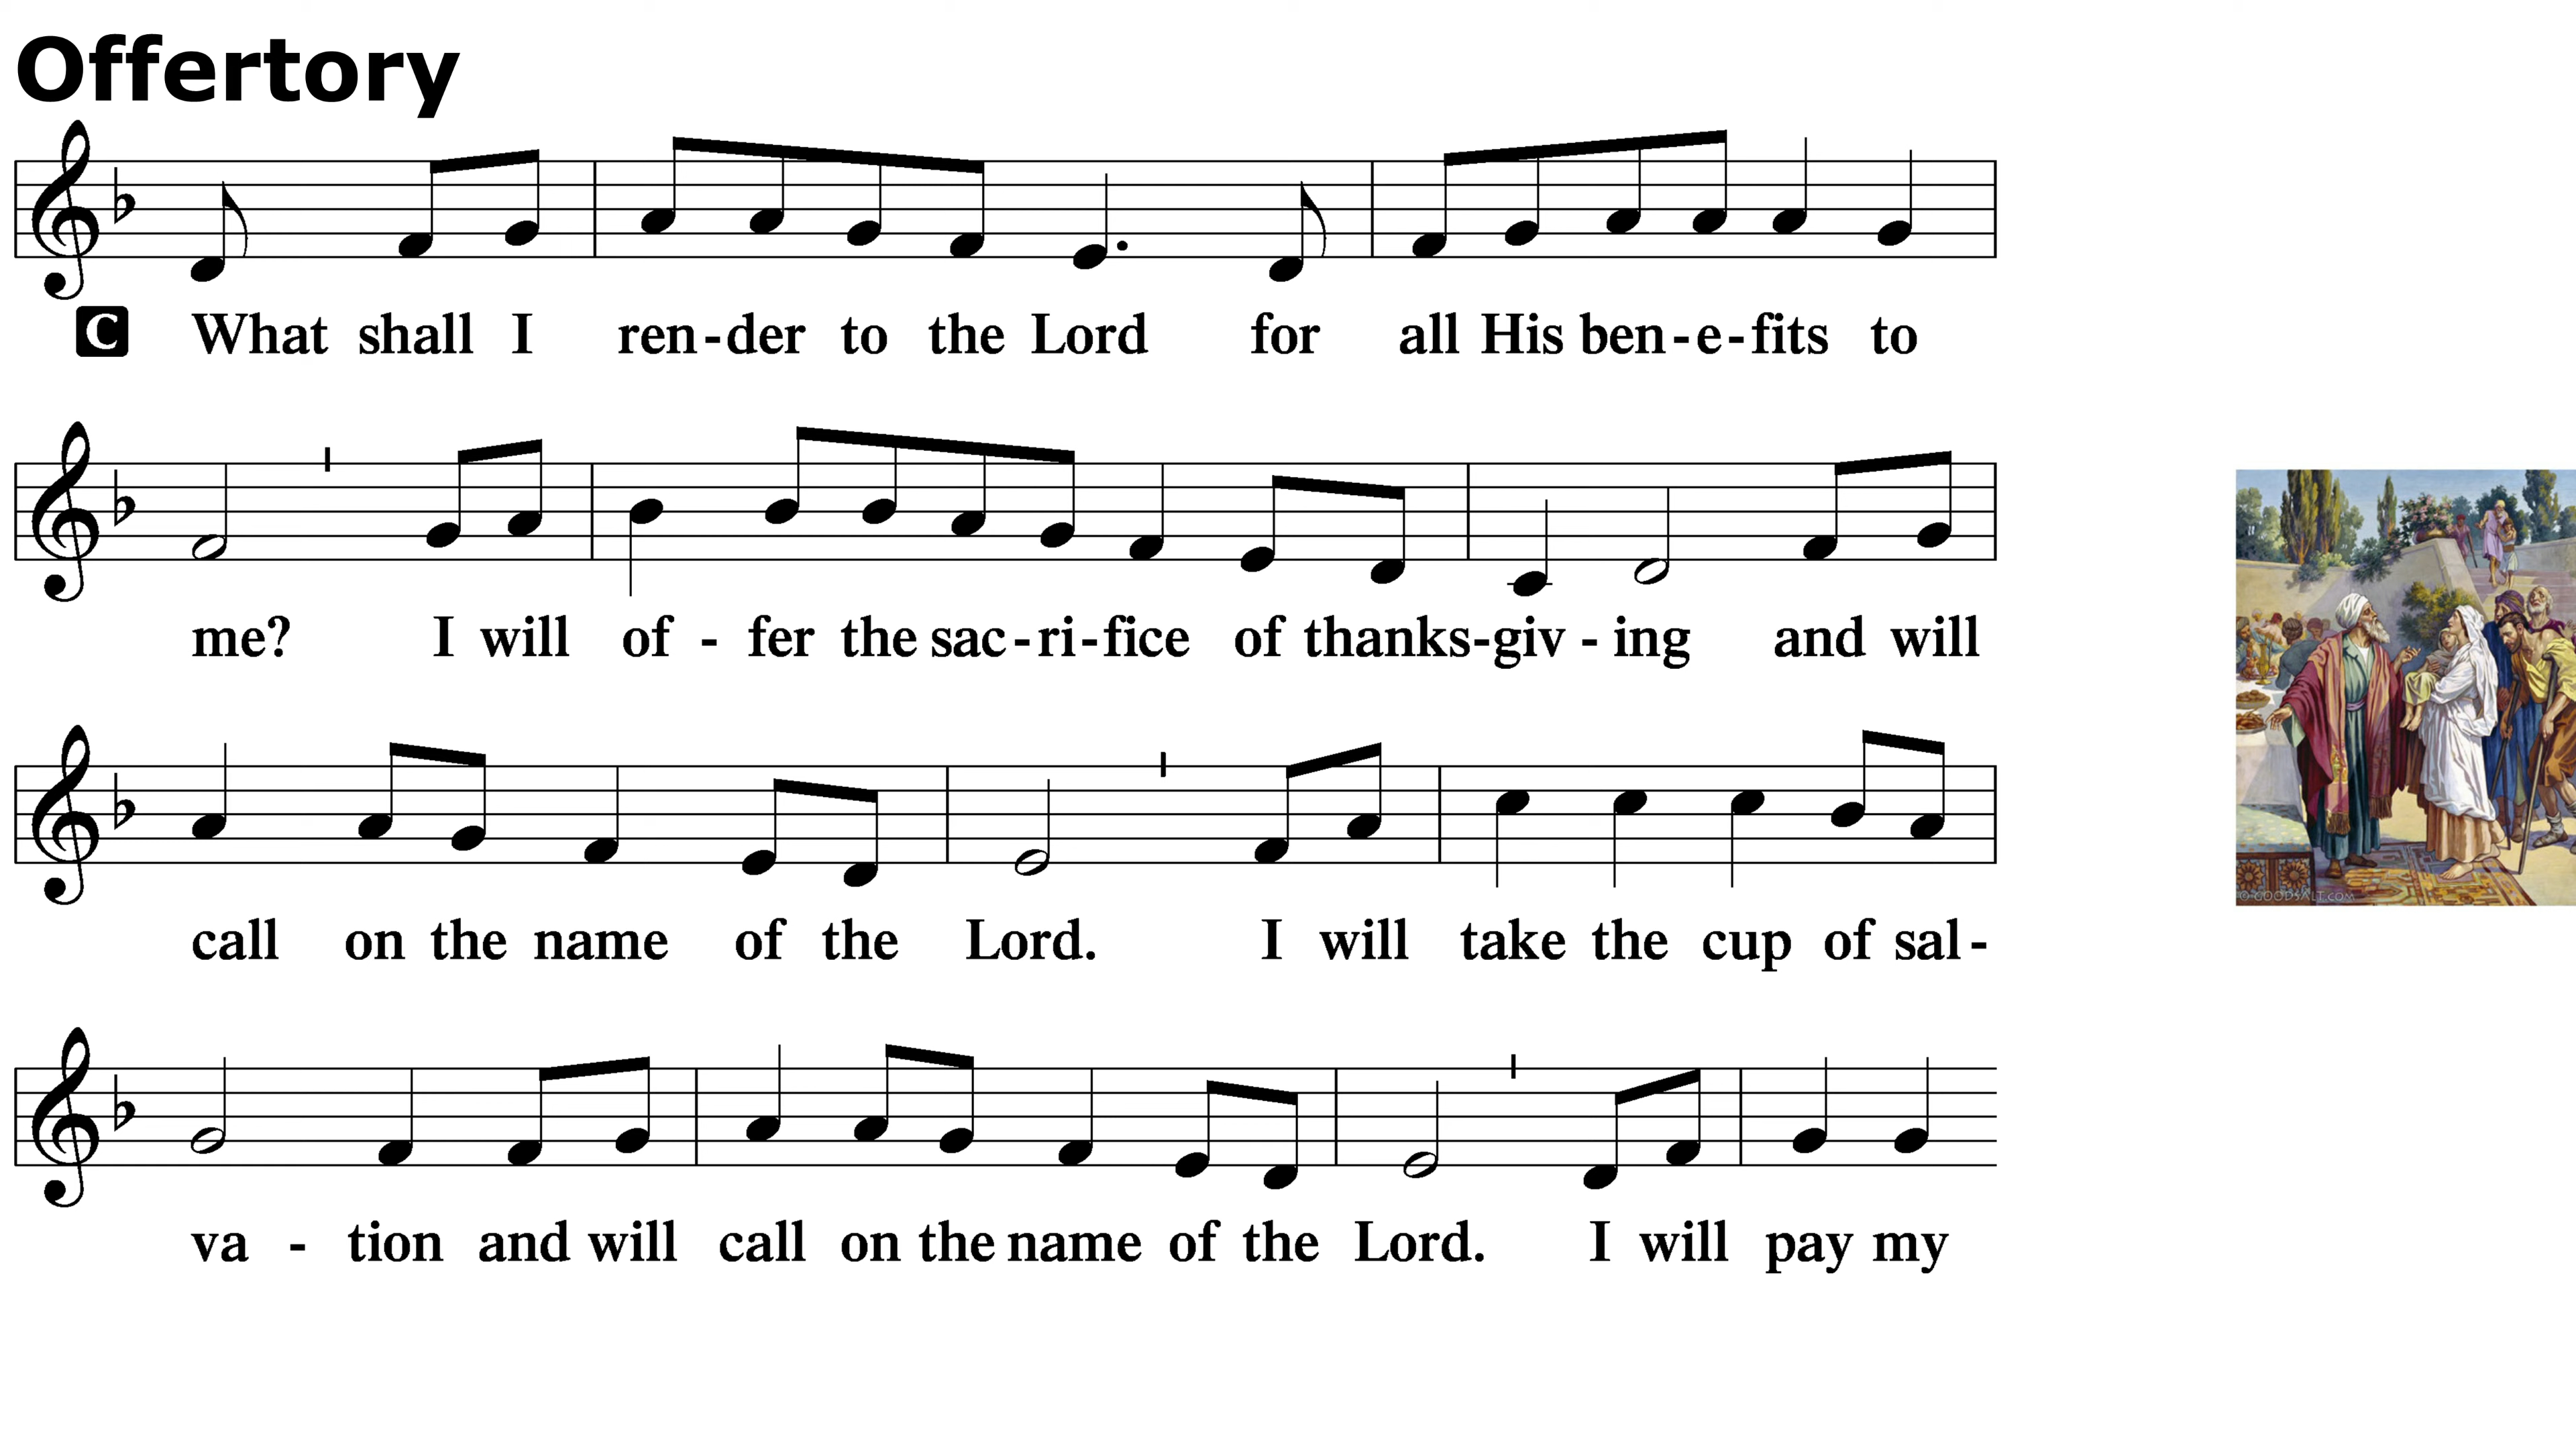 Offertory
C What shall I ren-der to the Lord for all His ben-e-fits to
me? I will of - fer the sac-ri-fice of thanks-giv - ing and will
call on the name of the Lord. I will take the cup of sal-
va - tion and will call on the name of the Lord. I will pay my
© GOODSALT.COM